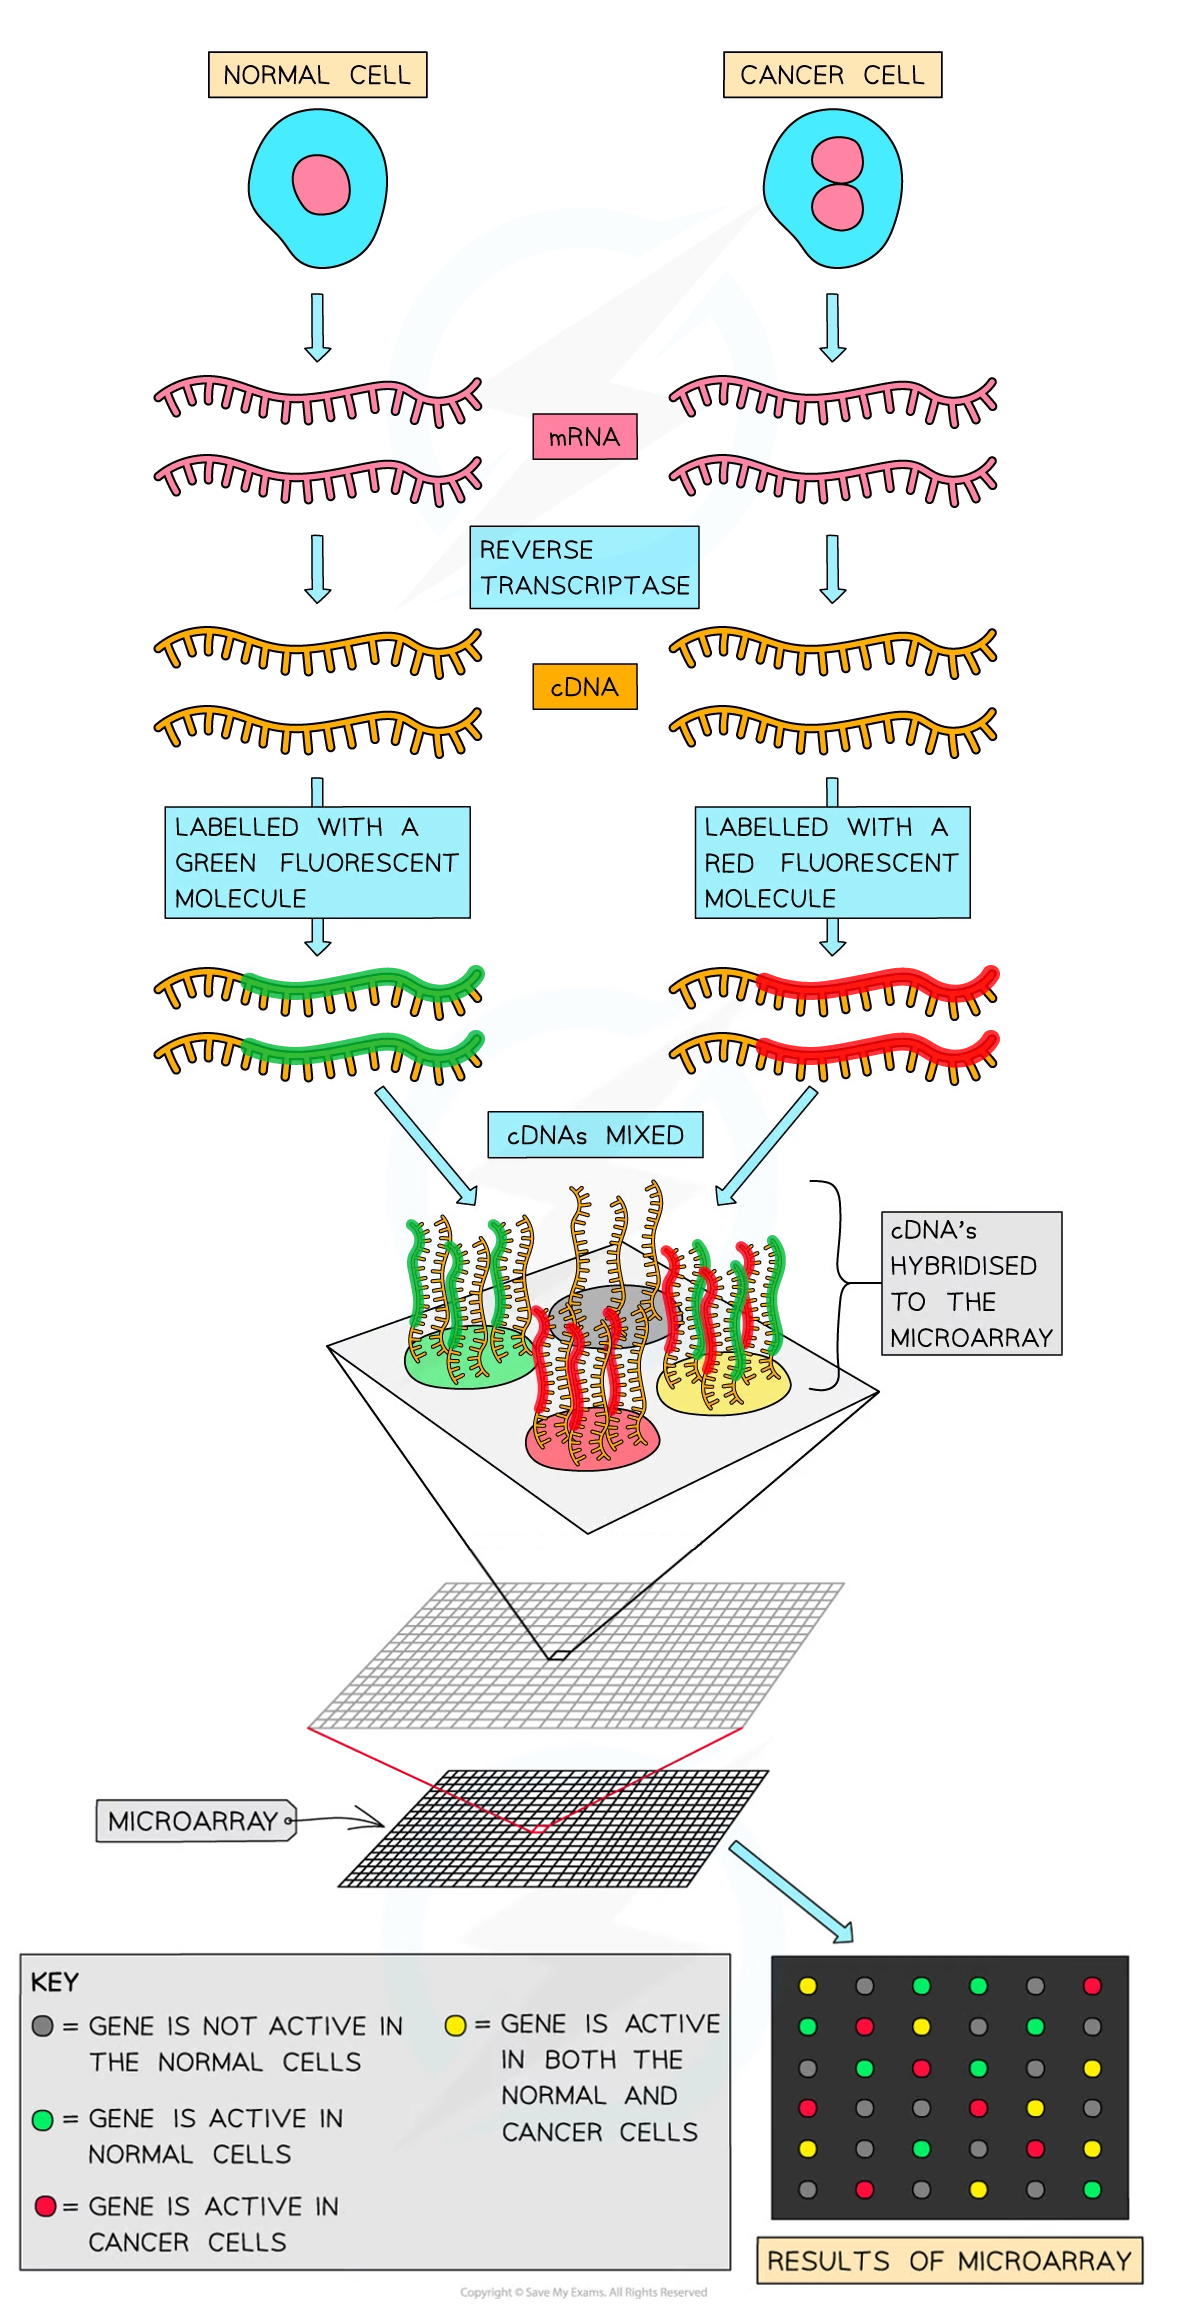 NORMAL CELL
CANCER CELL
mRNA
REVERSE
TRANSCRIPTASE
cDNA
LABELLED WITH A
GREEN FLUORESCENT
MOLECULE
LABELLED WITH A
RED FLUORESCENT
MOLECULE
cDNAs MIXED
cDNA's
HYBRIDISED
TO THE
MICROARRAY
MICROARRAY
KEY
= GENE IS NOT ACTIVE IN
THE NORMAL CELLS
= GENE IS ACTIVE IN
NORMAL CELLS
= GENE IS ACTIVE IN
CANCER CELLS
= GENE IS ACTIVE
IN BOTH THE
NORMAL AND
CANCER CELLS
RESULTS OF MICROARRAY
Copyright © Save My Exams. All Rights Reserved